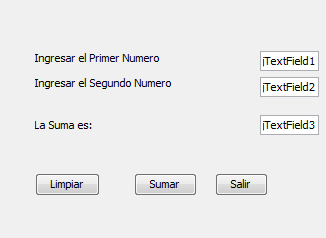 Ingresar el Primer Numero jTextField1
Ingresar el Segundo Numero jTextField2
La Suma es: jTextField3
Limpiar Sumar Salir